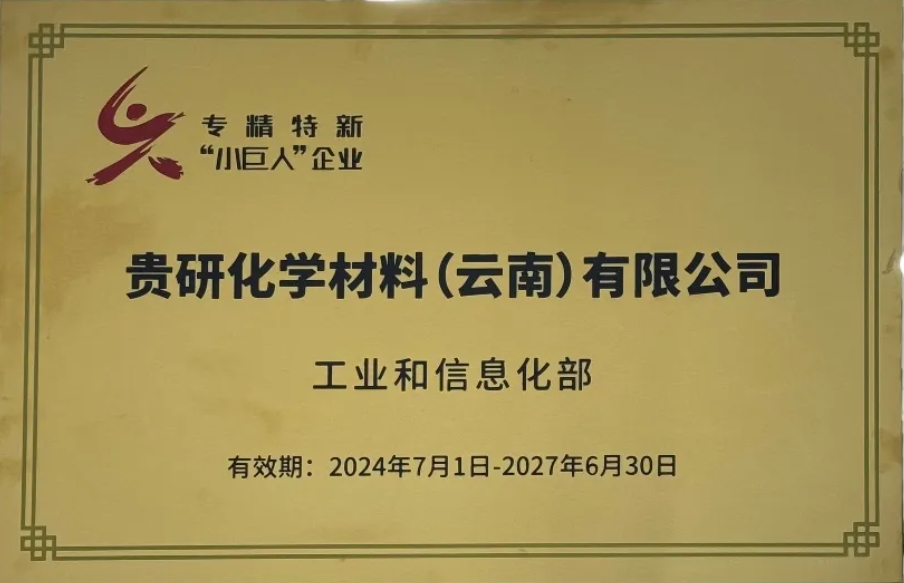 专精特新
“小巨人”企业
贵研化学材料（云南）有限公司
工业和信息化部
有效期：2024年7月1日-2027年6月30日